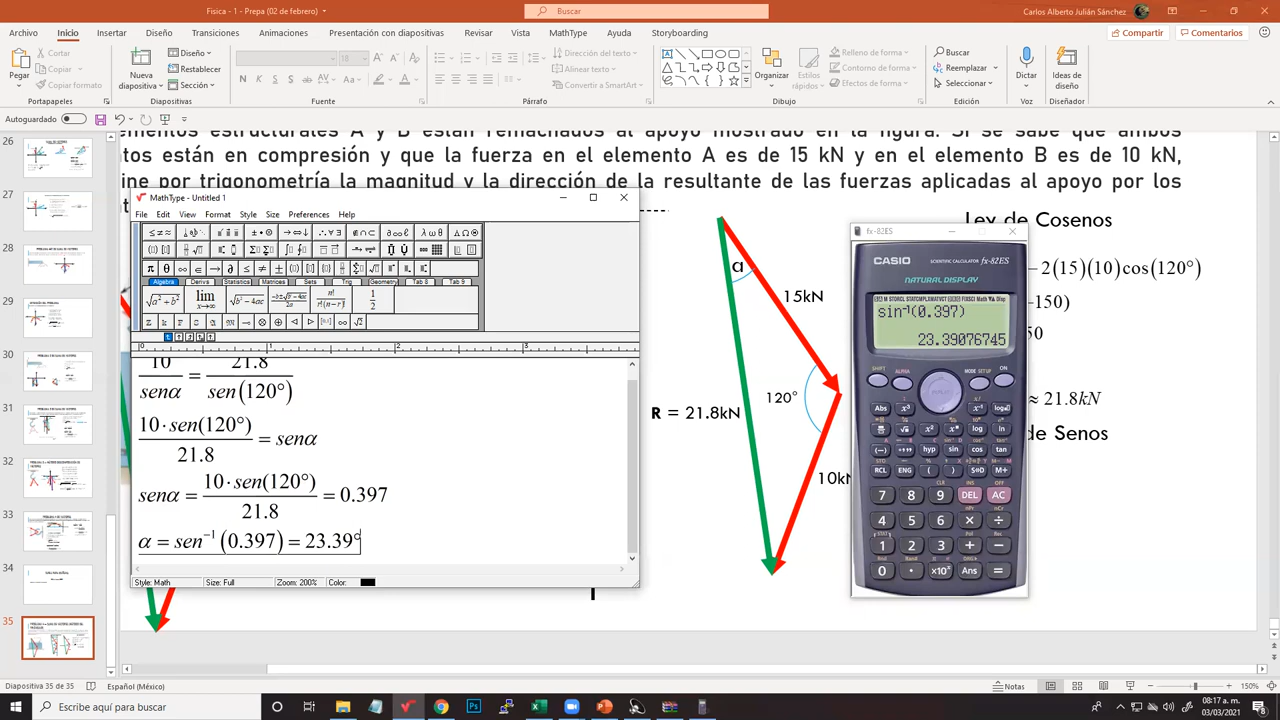 Fisica - 1 - Prepa (02 de febrero)
Buscar
Carlos Alberto Julián Sánchez
Archivo Inicio Insertar Diseño Transiciones Animaciones Presentación con diapositivas Revisar Vista MathType Ayuda Storyboarding
Compartir Comentarios
Pegar
Cortar
Copiar
Copiar formato
Portapapeles
Nueva diapositiva
Diseño
Restablecer
Sección
Diapositivas
18
Fuente
Dirección del texto
Alinear texto
Convertir a SmartArt
Párrafo
Organizar
Estilos rápidos
Relleno de forma
Contorno de forma
Efectos de forma
Dibujo
Buscar
Reemplazar
Seleccionar
Edición
Dictar
Voz
Ideas de diseño
Diseñador
Autoguardado
26
27
28
29
30
31
32
33
34
35
ementos estructurales A y B están remachados al apoyo mostrado en la figura. Si se sabe que ambos
tos están en compresión y que la fuerza en el elemento A es de 15 kN y en el elemento B es de 10 kN,
ine por trigonometría la magnitud y la dirección de la resultante de las fuerzas aplicadas al apoyo por los
MathType - Untitled 1
File Edit View Format Style Size Preferences Help
Algebra Derivs Statistics Matrices Sets Trig Geometry Tab 8 Tab 9
0 1 2 3
10/senα = 21.8/sen(120°)
10·sen(120°)/21.8 = senα
senα = 10·sen(120°)/21.8 = 0.397
α = sen⁻¹(0.397) = 23.39°
Style: Math Size: Full Zoom: 200% Color:
α
15kN
120°
R = 21.8kN
10kN
Ley de Cosenos
– 2(15)(10)cos(120°)
150)
50
≈ 21.8kN
de Senos
fx-82ES
CASIO
SCIENTIFIC CALCULATOR fx-82ES
NATURAL DISPLAY
sin⁻¹(0.397)
23.39076745
SHIFT ALPHA MODE SETUP ON
Abs x³ x⁻¹ log
x² log ln
(−) hyp sin cos tan
RCL ENG ( ) S⇔D M+
7 8 9 DEL AC
4 5 6 × ÷
1 2 3 + −
0 · ×10ˣ Ans =
Diapositiva 35 de 35 Español (México)
Notas
150%
Escribe aquí para buscar
08:17 a. m.
03/03/2021